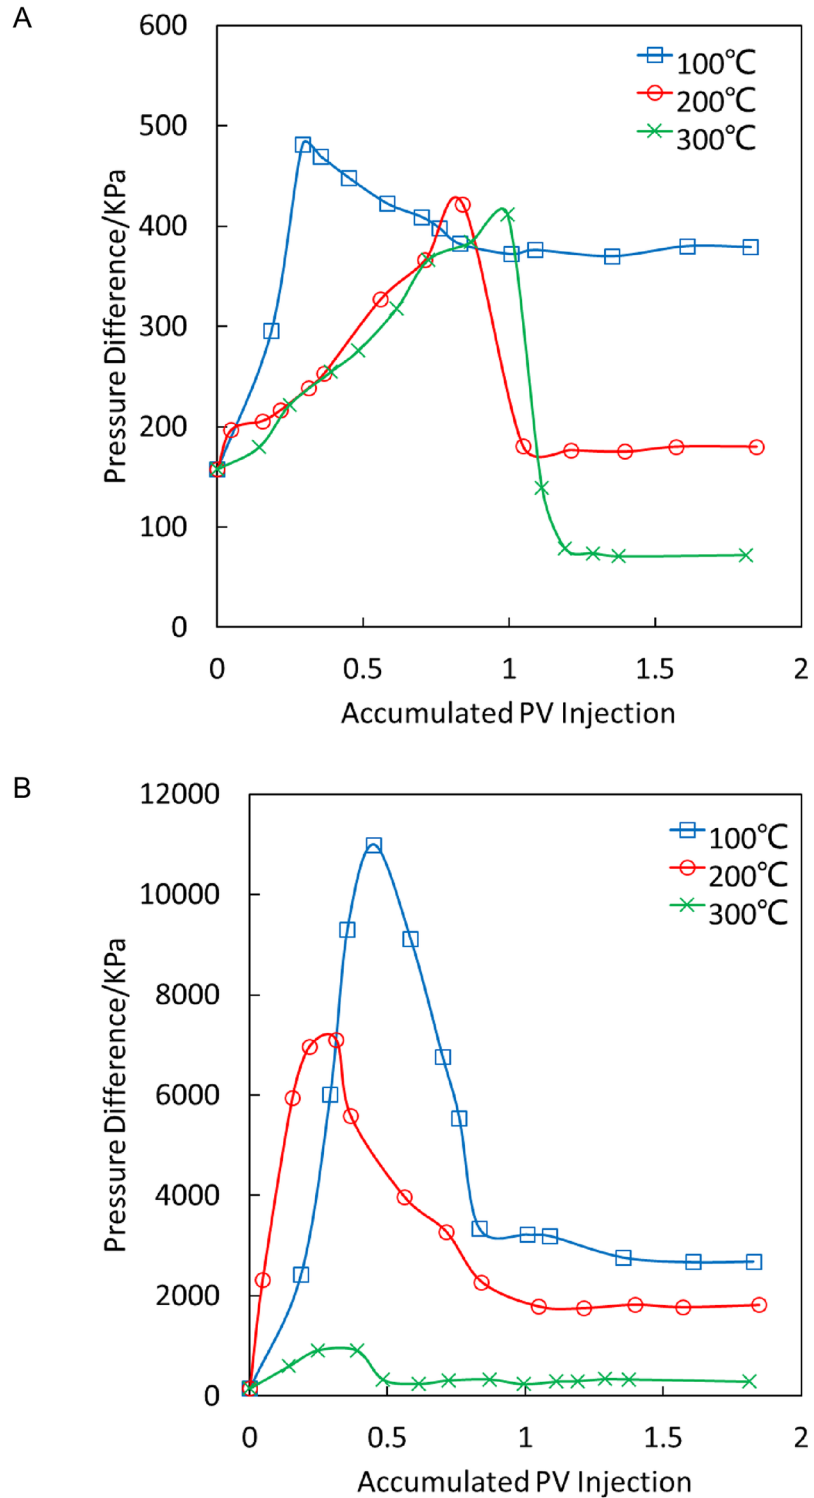 A
600
500
400
300
200
100
0
Pressure Difference/KPa
100℃
200℃
300℃
0 0.5 1 1.5 2
Accumulated PV Injection
B
12000
10000
8000
6000
4000
2000
0
Pressure Difference/KPa
100℃
200℃
300℃
0 0.5 1 1.5 2
Accumulated PV Injection